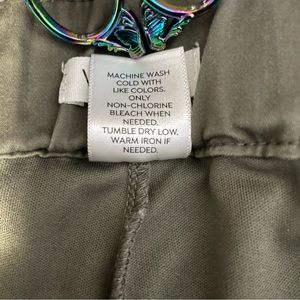 MACHINE WASH
COLD WITH
LIKE COLORS.
ONLY
NON-CHLORINE
BLEACH WHEN
NEEDED.
TUMBLE DRY LOW.
WARM IRON IF
NEEDED.